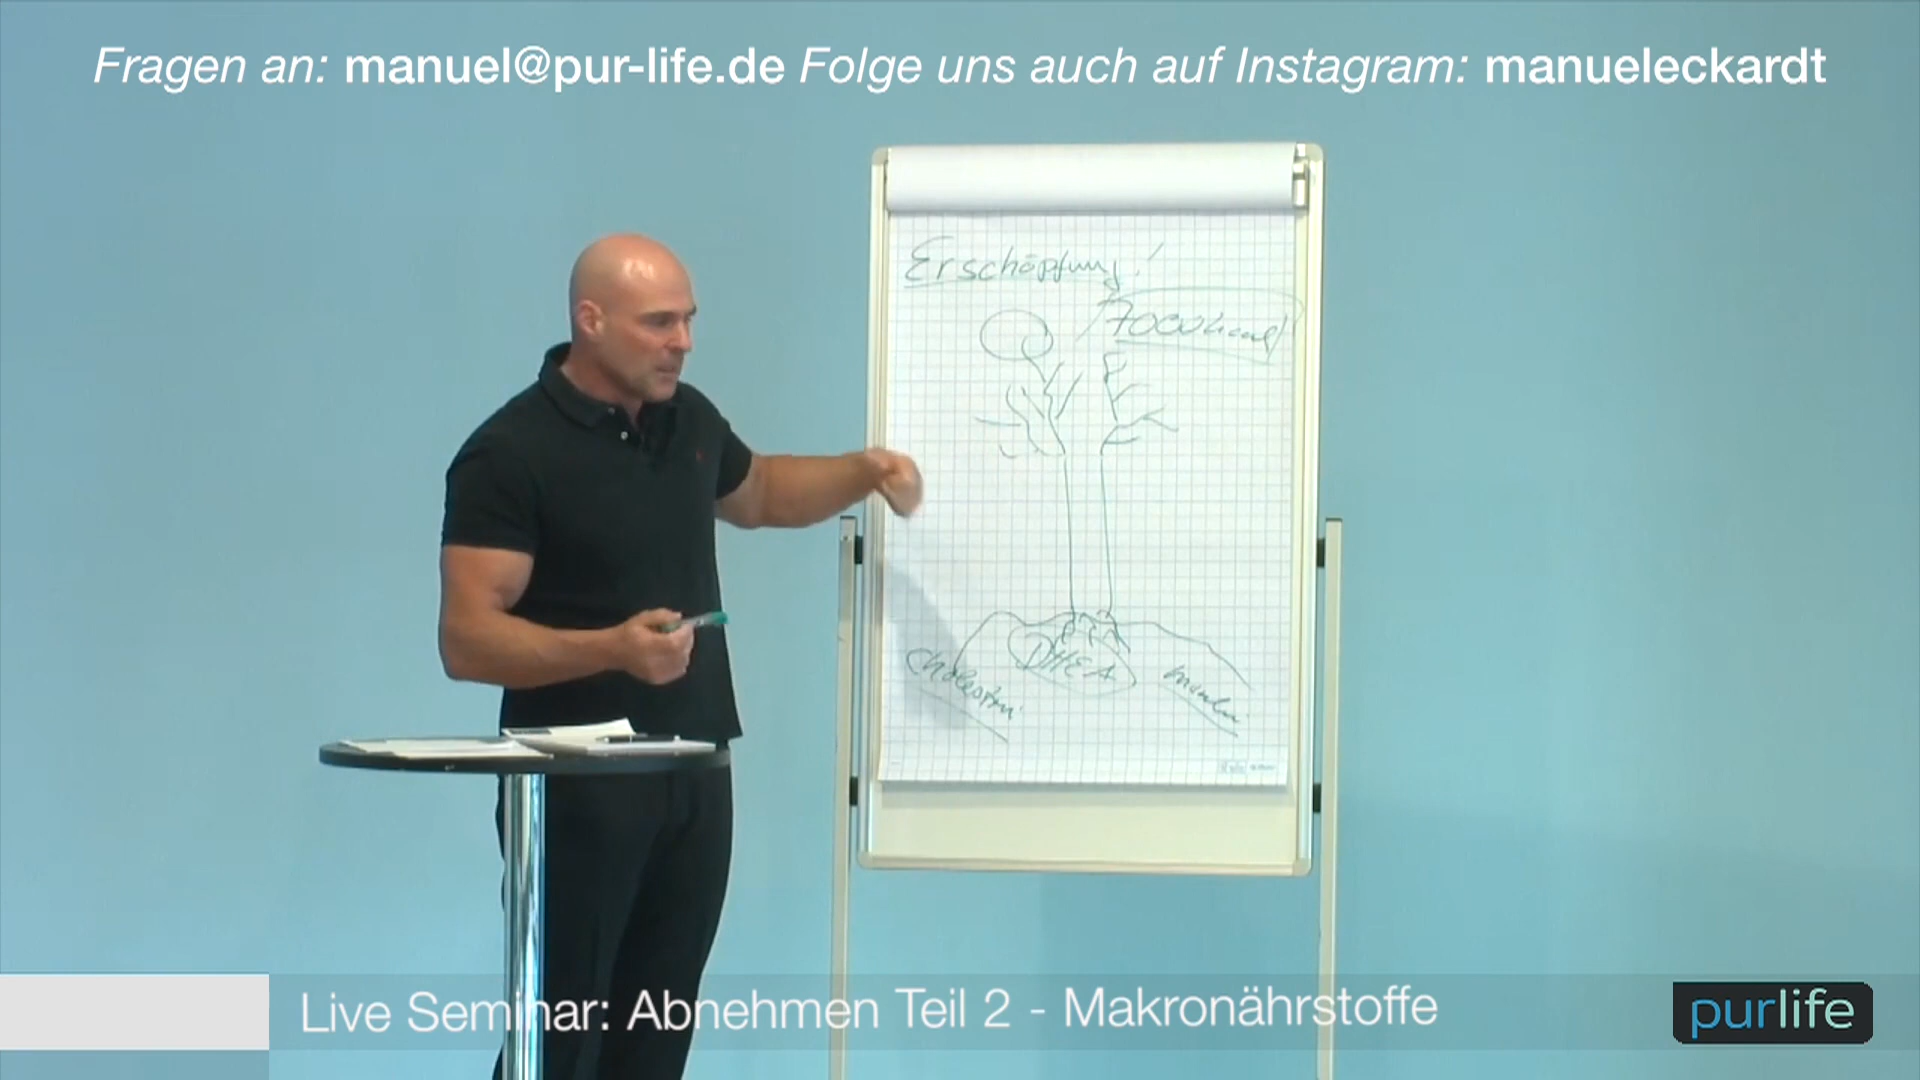 Fragen an: manuel@pur-life.de Folge uns auch auf Instagram: manueleckardt
Erschöpfung!
DHEA
Live Seminar: Abnehmen Teil 2 - Makronährstoffe
purlife